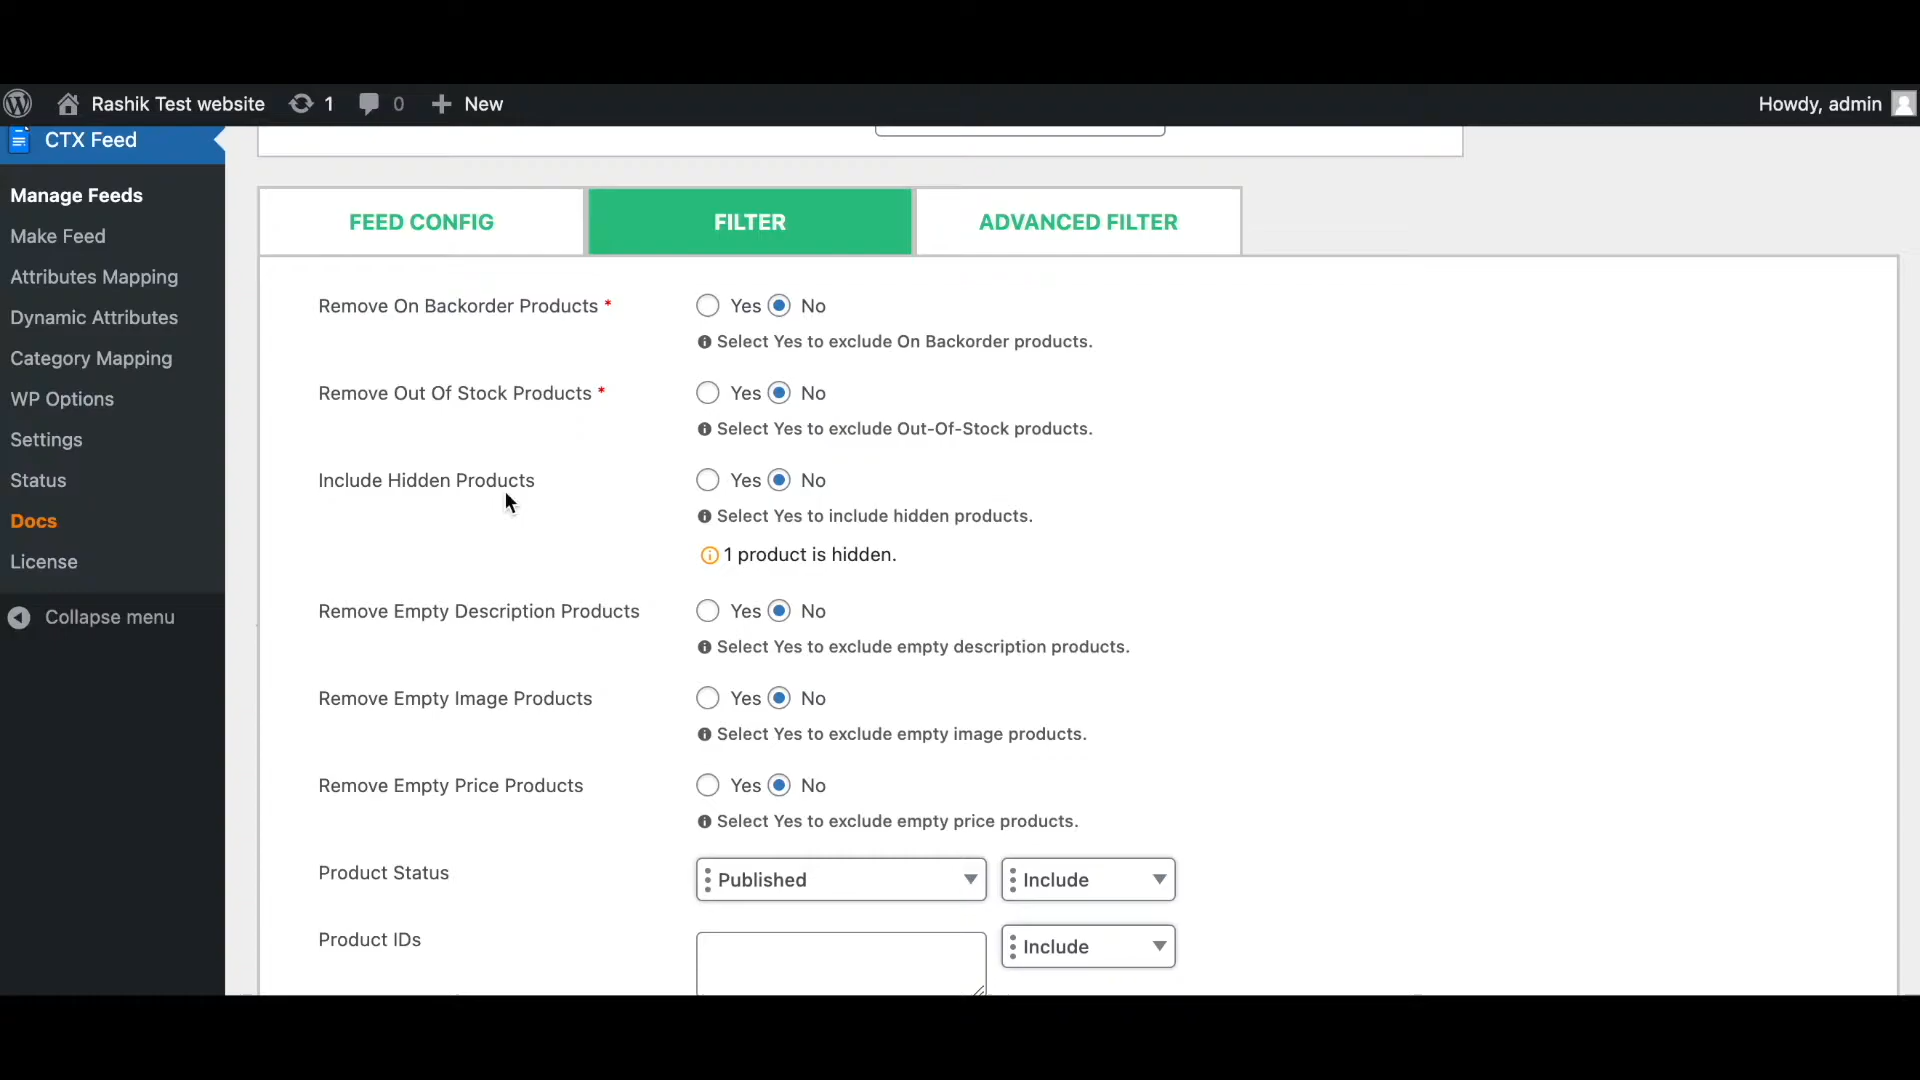 Rashik Test website 1 0 New Howdy, admin
CTX Feed
Manage Feeds
Make Feed
Attributes Mapping
Dynamic Attributes
Category Mapping
WP Options
Settings
Status
Docs
License
Collapse menu
FEED CONFIG FILTER ADVANCED FILTER
Remove On Backorder Products * Yes No
Select Yes to exclude On Backorder products.
Remove Out Of Stock Products * Yes No
Select Yes to exclude Out-Of-Stock products.
Include Hidden Products Yes No
Select Yes to include hidden products.
1 product is hidden.
Remove Empty Description Products Yes No
Select Yes to exclude empty description products.
Remove Empty Image Products Yes No
Select Yes to exclude empty image products.
Remove Empty Price Products Yes No
Select Yes to exclude empty price products.
Product Status Published Include
Product IDs Include